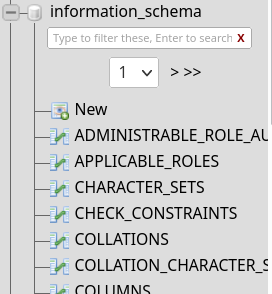 information_schema
Type to filter these, Enter to search X
1 > >>
New
ADMINISTRABLE_ROLE_AU
APPLICABLE_ROLES
CHARACTER_SETS
CHECK_CONSTRAINTS
COLLATIONS
COLLATION_CHARACTER_S
COLUMNS